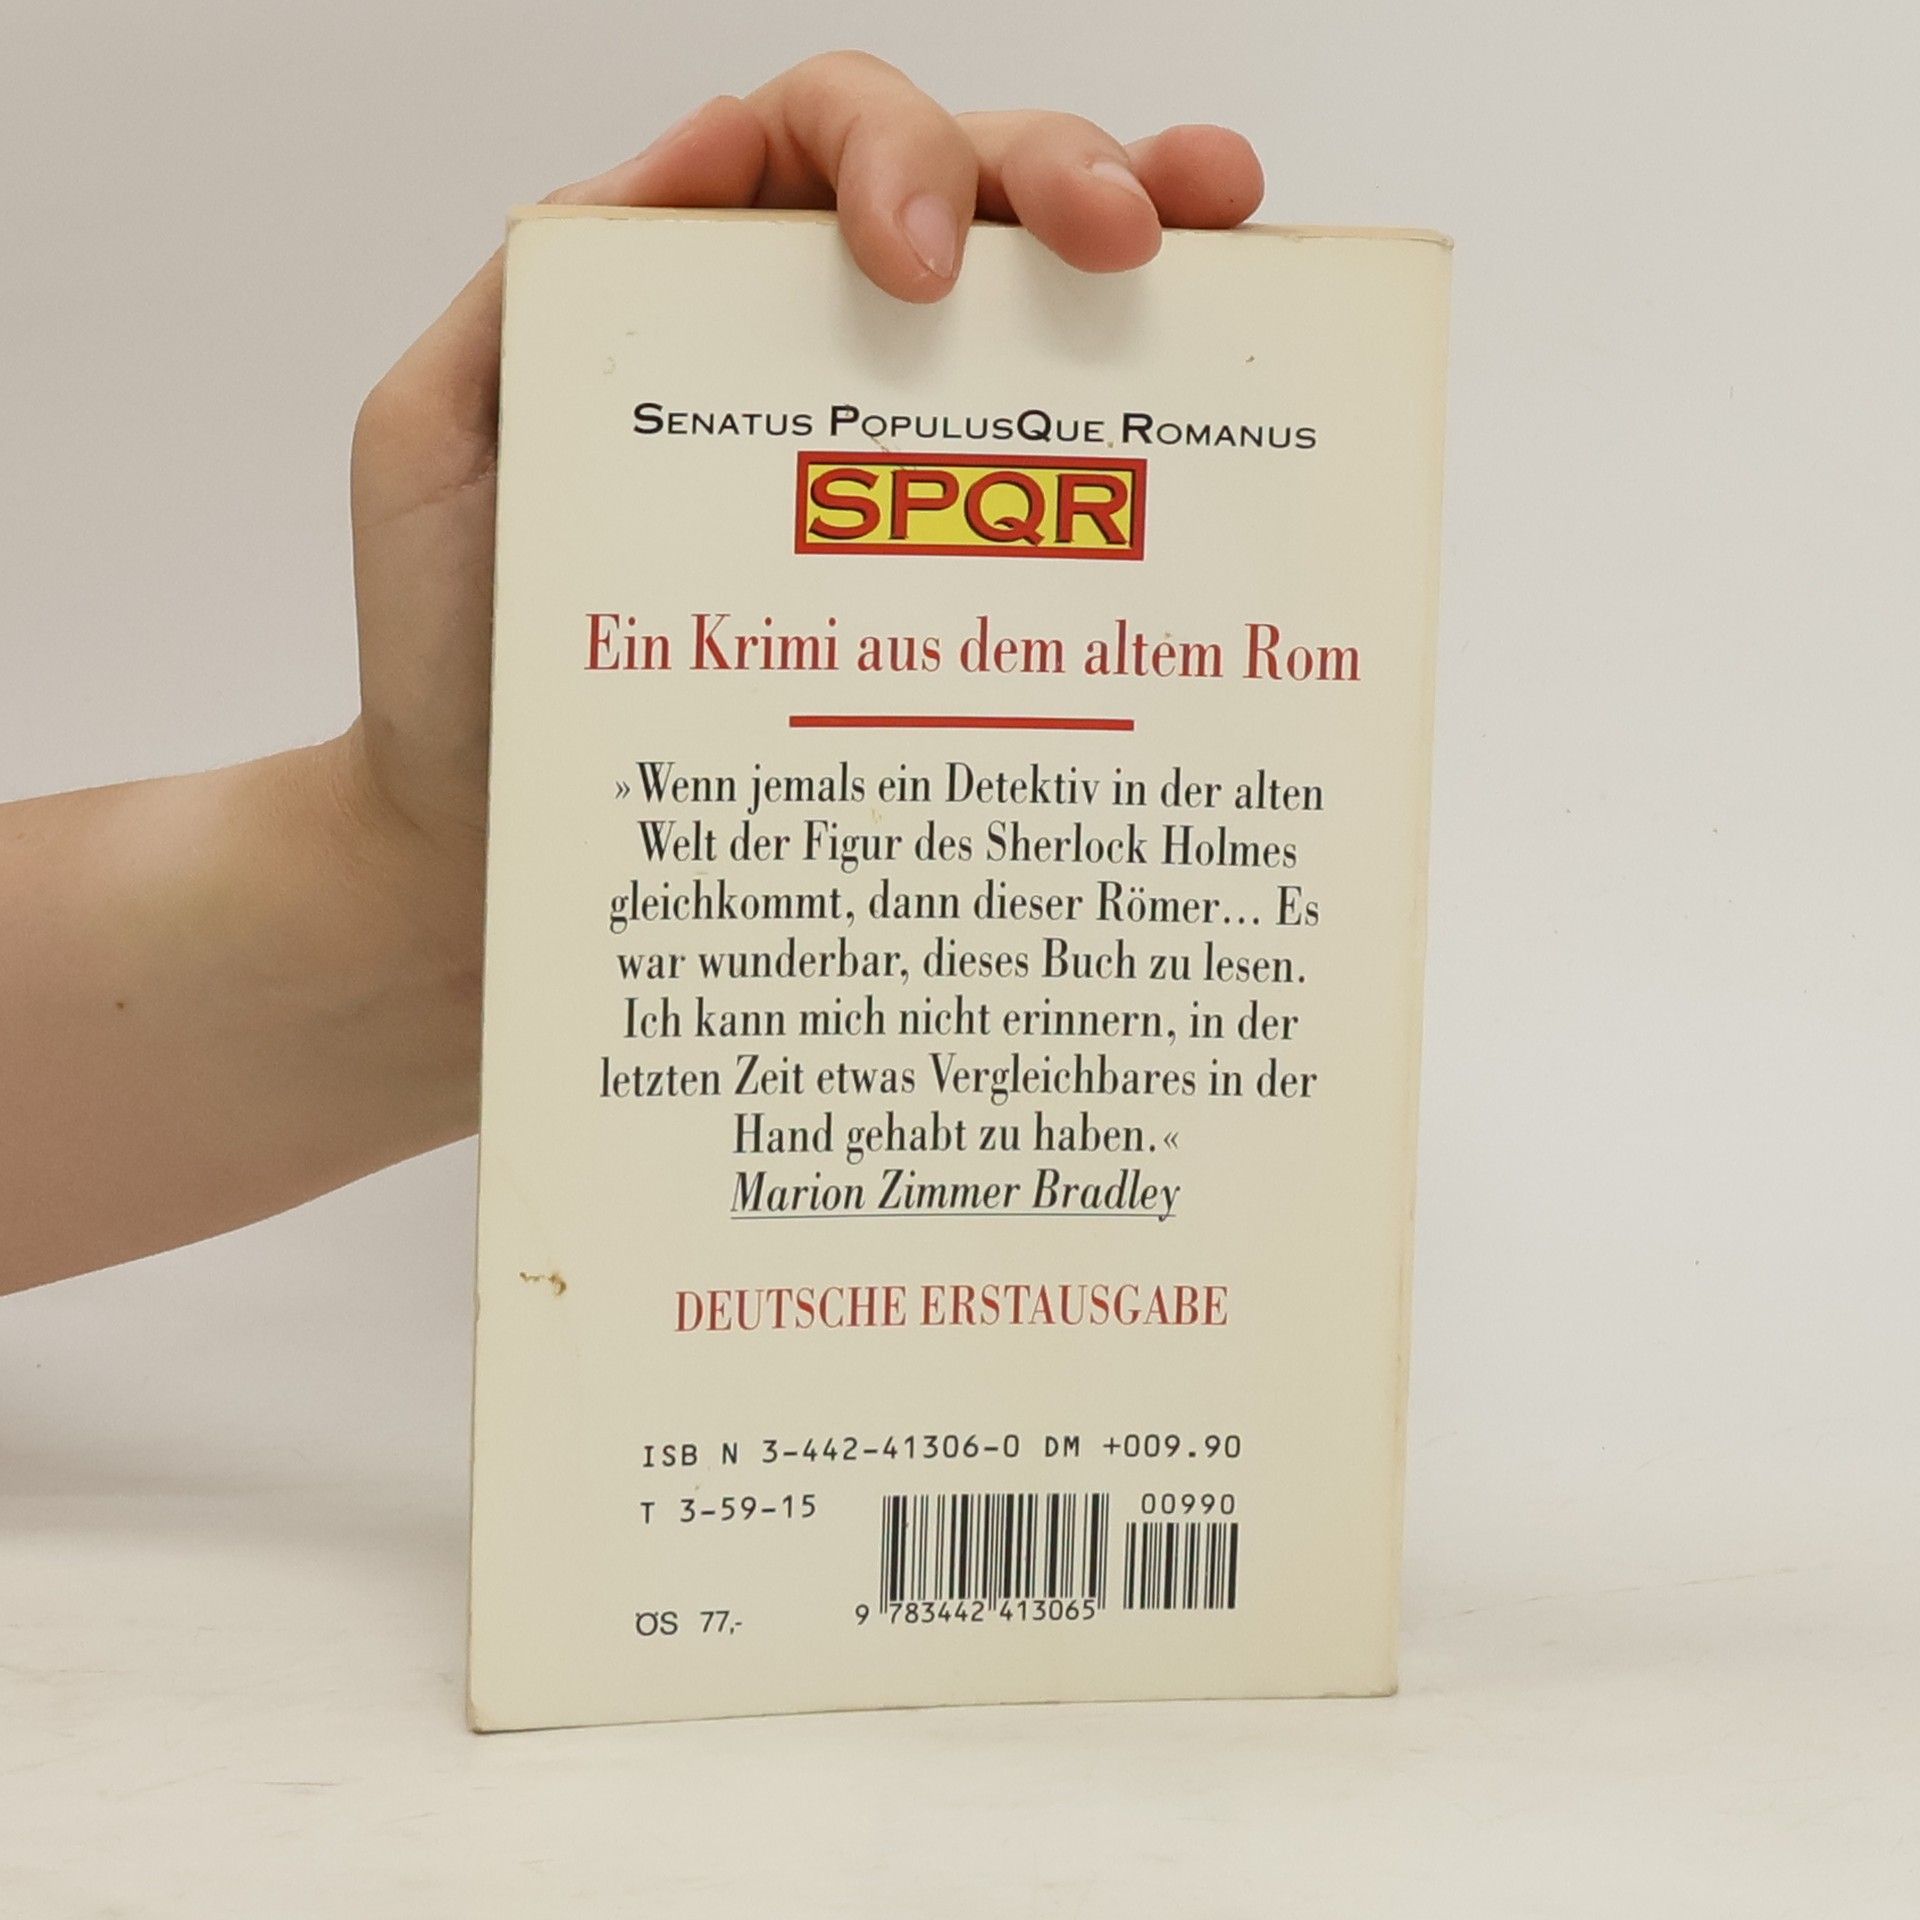 SENATUS POPULUSQUE ROMANUS
SPQR
Ein Krimi aus dem altem Rom
»Wenn jemals ein Detektiv in der alten
Welt der Figur des Sherlock Holmes
gleichkommt, dann dieser Römer... Es
war wunderbar, dieses Buch zu lesen.
Ich kann mich nicht erinnern, in der
letzten Zeit etwas Vergleichbares in der
Hand gehabt zu haben.«
Marion Zimmer Bradley
DEUTSCHE ERSTAUSGABE
ISB N 3-442-41306-0 DM +009.90
T 3-59-15
00990
ÖS 77,-
9 783442 413065